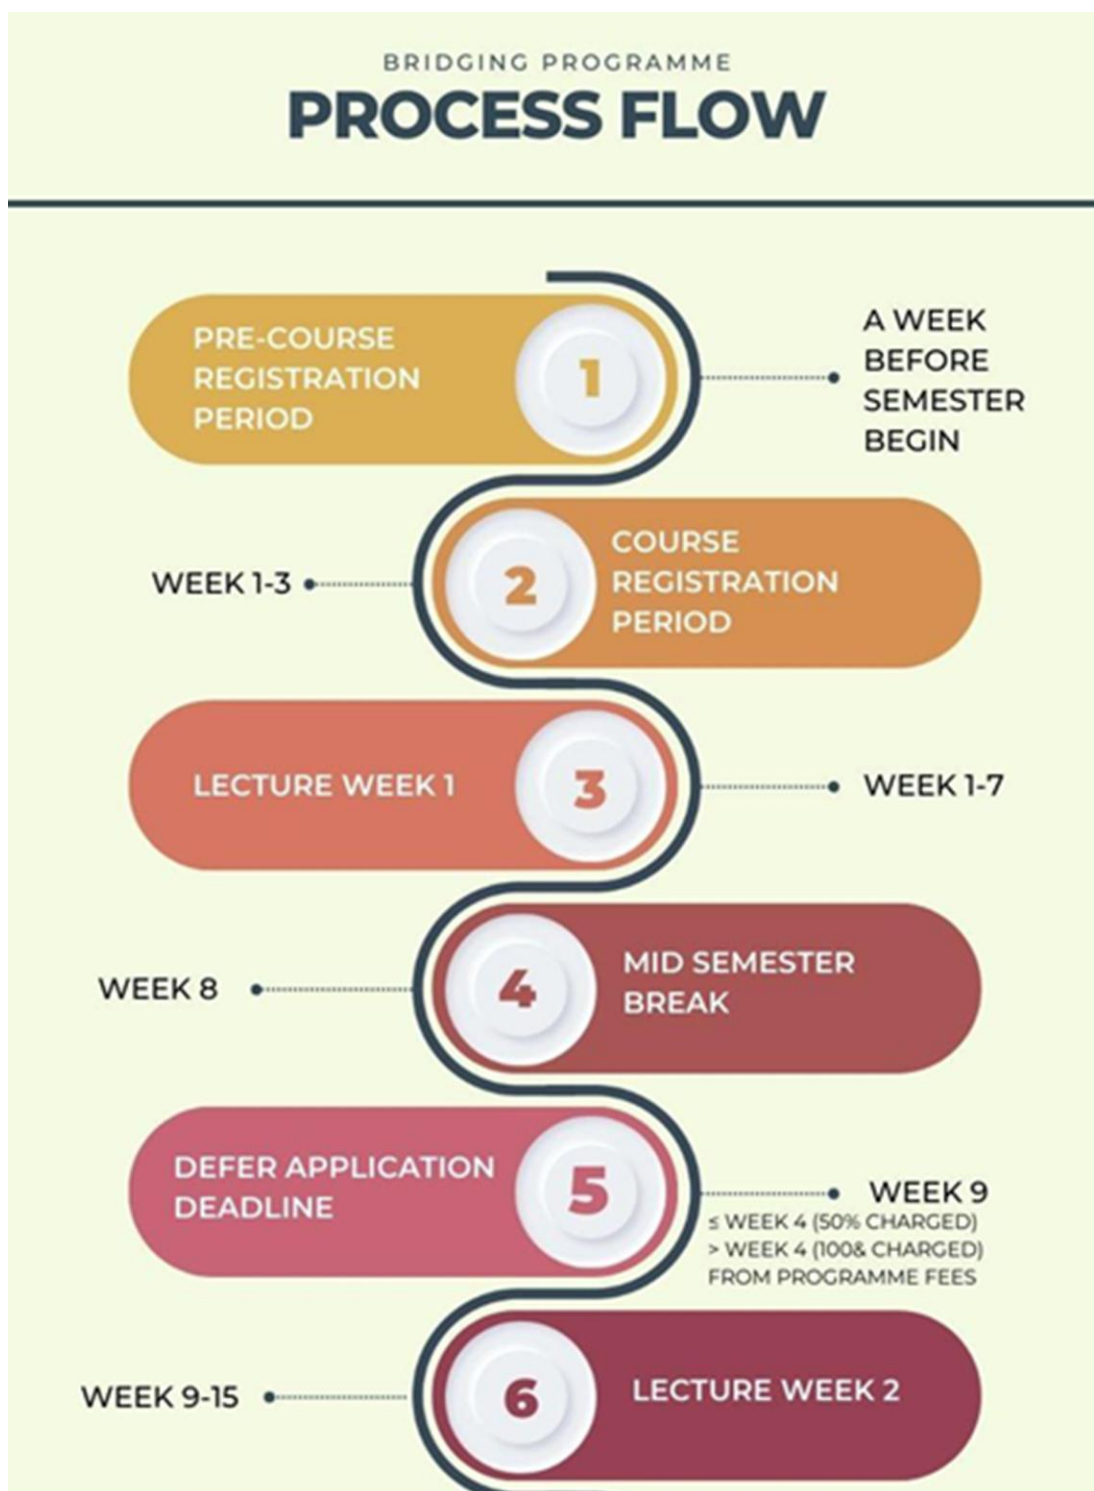 BRIDGING PROGRAMME
PROCESS FLOW
PRE-COURSE
REGISTRATION
PERIOD
1
A WEEK
BEFORE
SEMESTER
BEGIN
WEEK 1-3
2
COURSE
REGISTRATION
PERIOD
LECTURE WEEK 1
3
WEEK 1-7
WEEK 8
4
MID SEMESTER
BREAK
DEFER APPLICATION
DEADLINE
5
WEEK 9
≤ WEEK 4 (50% CHARGED)
> WEEK 4 (100& CHARGED)
FROM PROGRAMME FEES
WEEK 9-15
6
LECTURE WEEK 2